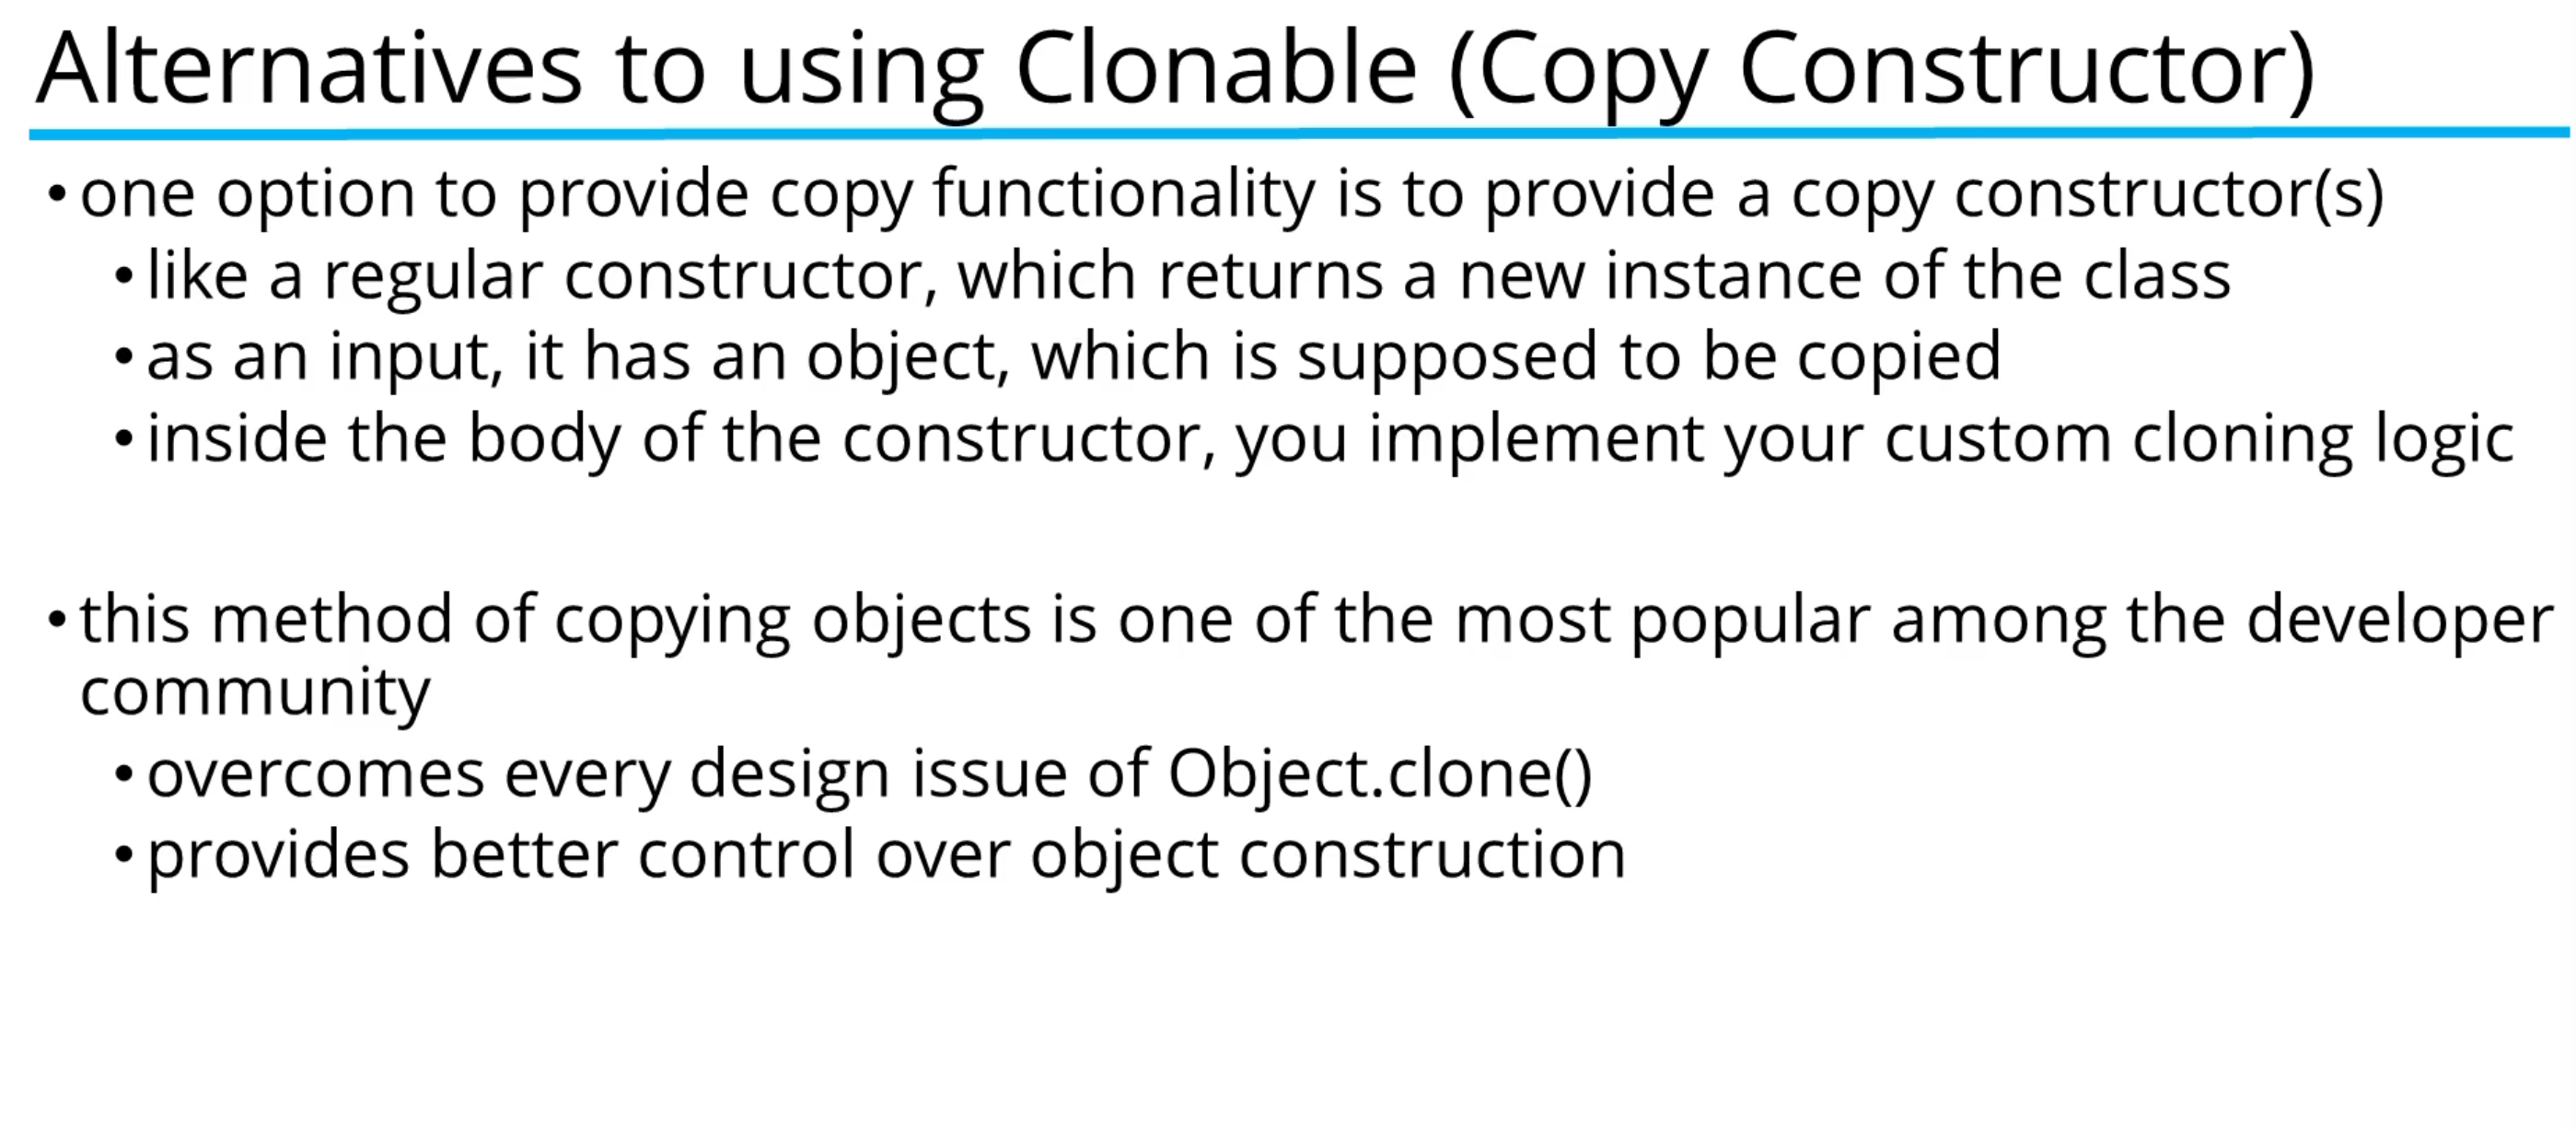 Alternatives to using Clonable (Copy Constructor)
• one option to provide copy functionality is to provide a copy constructor(s)
• like a regular constructor, which returns a new instance of the class
• as an input, it has an object, which is supposed to be copied
• inside the body of the constructor, you implement your custom cloning logic
• this method of copying objects is one of the most popular among the developer
community
• overcomes every design issue of Object.clone()
• provides better control over object construction